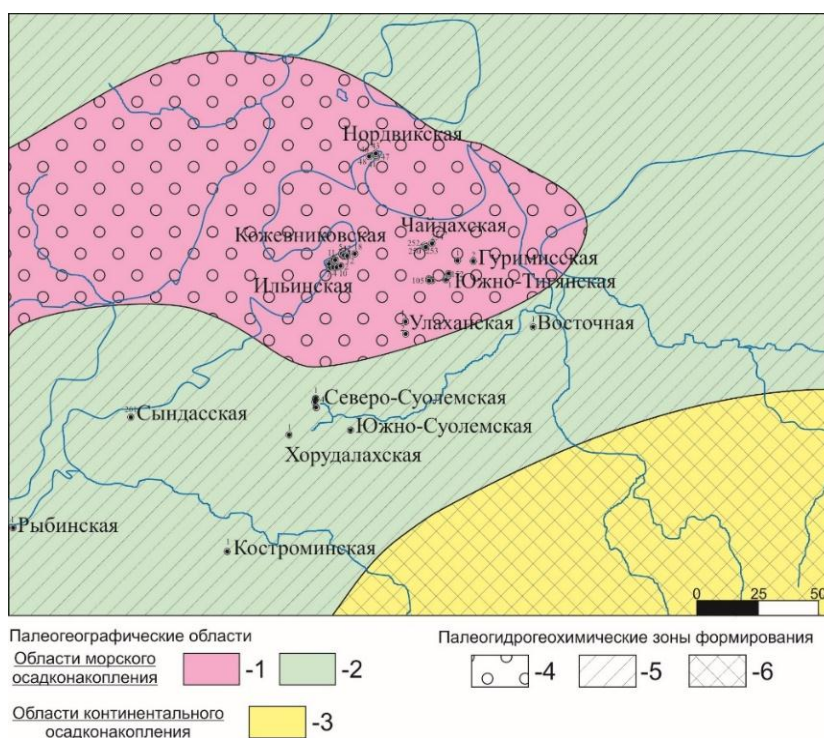 Нордвикская
Чайдахская
Кожевниковская
Гуримисская
Ильинская
Южно-Тигянская
Улаханская
Восточная
Северо-Суолемская
Сындасская
Южно-Суолемская
Хорудалахская
Рыбинская
Костроминская
0 25 50
Палеогеографические области
Палеогидрогеохимические зоны формирования
Области морского
осадконакопления
-1 -2 -4 -5 -6
Области континентального
осадконакопления
-3